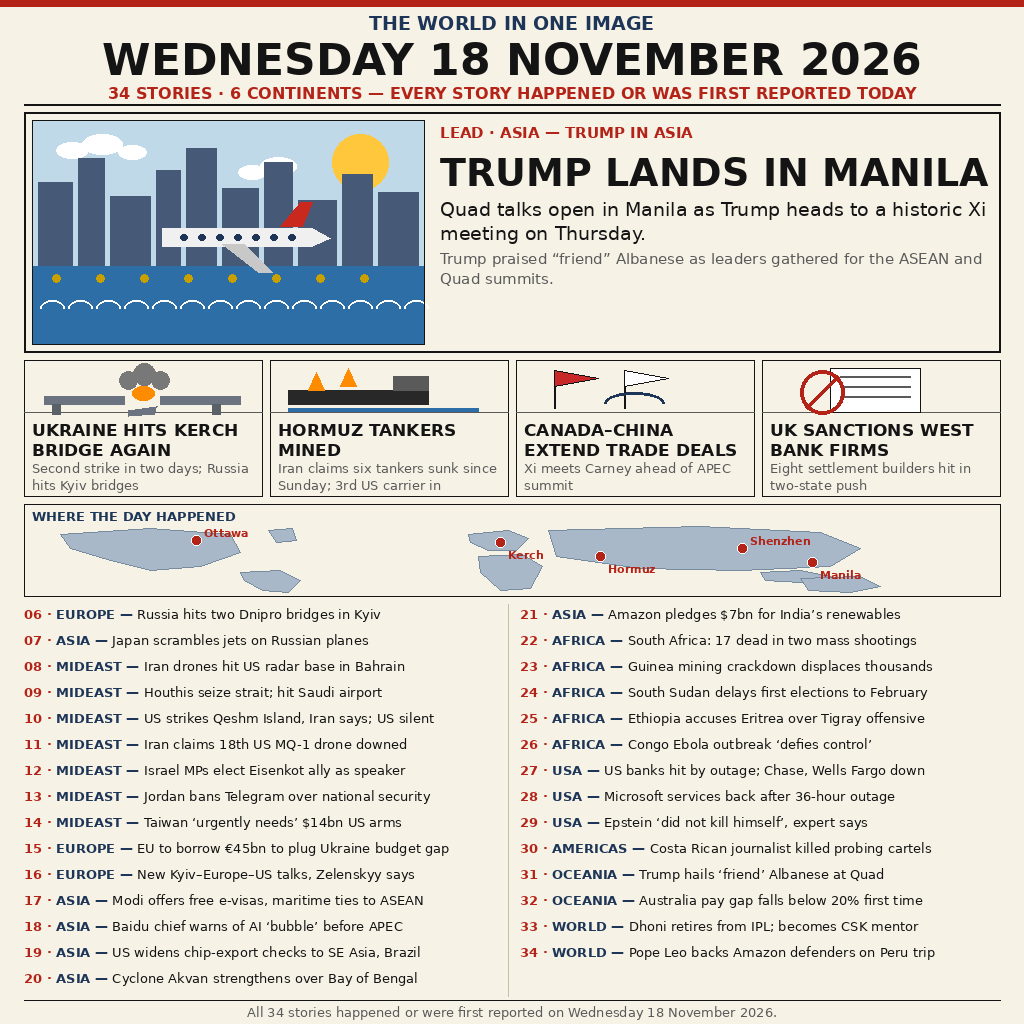 THE WORLD IN ONE IMAGE
WEDNESDAY 18 NOVEMBER 2026
34 STORIES · 6 CONTINENTS — EVERY STORY HAPPENED OR WAS FIRST REPORTED TODAY
LEAD · ASIA — TRUMP IN ASIA
TRUMP LANDS IN MANILA
Quad talks open in Manila as Trump heads to a historic Xi
meeting on Thursday.
Trump praised “friend” Albanese as leaders gathered for the ASEAN and
Quad summits.
UKRAINE HITS KERCH
BRIDGE AGAIN
Second strike in two days; Russia
hits Kyiv bridges
HORMUZ TANKERS
MINED
Iran claims six tankers sunk since
Sunday; 3rd US carrier in
CANADA–CHINA
EXTEND TRADE DEALS
Xi meets Carney ahead of APEC
summit
UK SANCTIONS WEST
BANK FIRMS
Eight settlement builders hit in
two-state push
WHERE THE DAY HAPPENED
Ottawa
Kerch
Hormuz
Shenzhen
Manila
06 · EUROPE — Russia hits two Dnipro bridges in Kyiv
07 · ASIA — Japan scrambles jets on Russian planes
08 · MIDEAST — Iran drones hit US radar base in Bahrain
09 · MIDEAST — Houthis seize strait; hit Saudi airport
10 · MIDEAST — US strikes Qeshm Island, Iran says; US silent
11 · MIDEAST — Iran claims 18th US MQ-1 drone downed
12 · MIDEAST — Israel MPs elect Eisenkot ally as speaker
13 · MIDEAST — Jordan bans Telegram over national security
14 · MIDEAST — Taiwan ‘urgently needs’ $14bn US arms
15 · EUROPE — EU to borrow €45bn to plug Ukraine budget gap
16 · EUROPE — New Kyiv–Europe–US talks, Zelenskyy says
17 · ASIA — Modi offers free e-visas, maritime ties to ASEAN
18 · ASIA — Baidu chief warns of AI ‘bubble’ before APEC
19 · ASIA — US widens chip-export checks to SE Asia, Brazil
20 · ASIA — Cyclone Akvan strengthens over Bay of Bengal
21 · ASIA — Amazon pledges $7bn for India’s renewables
22 · AFRICA — South Africa: 17 dead in two mass shootings
23 · AFRICA — Guinea mining crackdown displaces thousands
24 · AFRICA — South Sudan delays first elections to February
25 · AFRICA — Ethiopia accuses Eritrea over Tigray offensive
26 · AFRICA — Congo Ebola outbreak ‘defies control’
27 · USA — US banks hit by outage; Chase, Wells Fargo down
28 · USA — Microsoft services back after 36-hour outage
29 · USA — Epstein ‘did not kill himself’, expert says
30 · AMERICAS — Costa Rican journalist killed probing cartels
31 · OCEANIA — Trump hails ‘friend’ Albanese at Quad
32 · OCEANIA — Australia pay gap falls below 20% first time
33 · WORLD — Dhoni retires from IPL; becomes CSK mentor
34 · WORLD — Pope Leo backs Amazon defenders on Peru trip
All 34 stories happened or were first reported on Wednesday 18 November 2026.